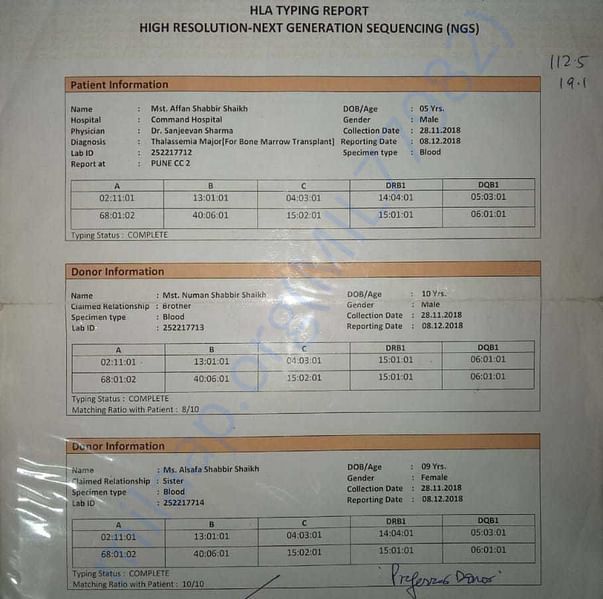 HLA TYPING REPORT
HIGH RESOLUTION-NEXT GENERATION SEQUENCING (NGS)
112.5
19.1
Patient Information
Name : Mst. Affan Shabbir Shaikh DOB/Age : 05 Yrs.
Hospital : Command Hospital Gender : Male
Physician : Dr. Sanjeevan Sharma Collection Date : 28.11.2018
Diagnosis : Thalassemia Major[For Bone Marrow Transplant] Reporting Date : 08.12.2018
Lab ID : 252217712 Specimen type : Blood
Report at : PUNE CC 2
A B C DRB1 DQB1
02:11:01 13:01:01 04:03:01 14:04:01 05:03:01
68:01:02 40:06:01 15:02:01 15:01:01 06:01:01
Typing Status : COMPLETE
Donor Information
Name : Mst. Numan Shabbir Shaikh DOB/Age : 10 Yrs.
Claimed Relationship : Brother Gender : Male
Specimen type : Blood Collection Date : 28.11.2018
Lab ID : 252217713 Reporting Date : 08.12.2018
A B C DRB1 DQB1
02:11:01 13:01:01 04:03:01 15:01:01 06:01:01
68:01:02 40:06:01 15:02:01 15:01:01 06:01:01
Typing Status : COMPLETE
Matching Ratio with Patient : 8/10
Donor Information
Name : Ms. Alsafa Shabbir Shaikh DOB/Age : 09 Yrs.
Claimed Relationship : Sister Gender : Female
Specimen type : Blood Collection Date : 28.11.2018
Lab ID : 252217714 Reporting Date : 08.12.2018
A B C DRB1 DQB1
02:11:01 13:01:01 04:03:01 14:04:01 05:03:01
68:01:02 40:06:01 15:02:01 15:01:01 06:01:01
Typing Status : COMPLETE
Matching Ratio with Patient : 10/10
Donor